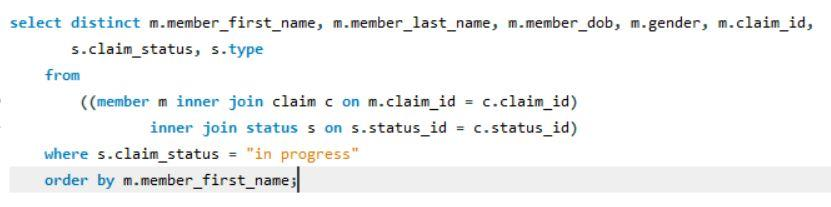 select distinct m.member_first_name, m.member_last_name, m.member_dob, m.gender, m.claim_id,
s.claim_status, s.type
from
((member m inner join claim c on m.claim_id = c.claim_id)
inner join status s on s.status_id = c.status_id)
where s.claim_status = "in progress"
order by m.member_first_name;